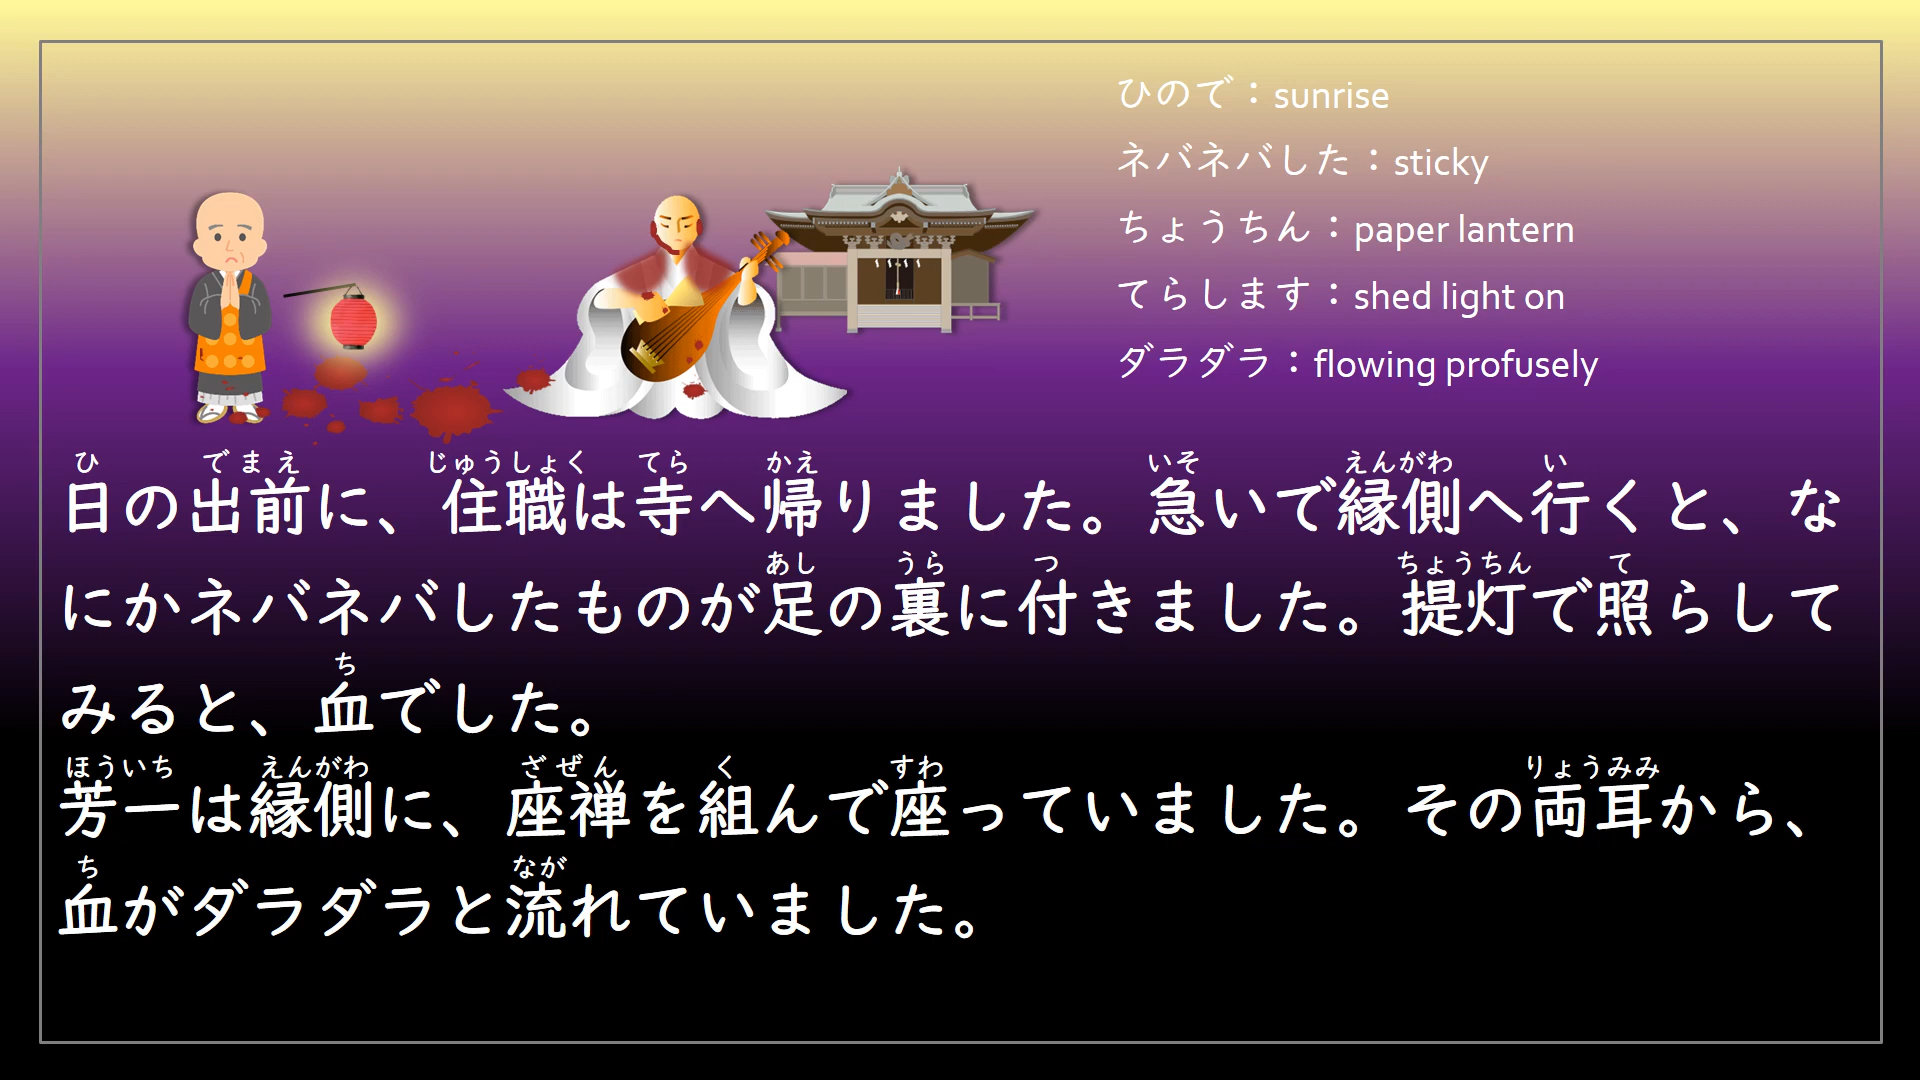 ひので：sunrise
ネバネバした：sticky
ちょうちん：paper lantern
てらします：shed light on
ダラダラ：flowing profusely
ひ でまえ じゅうしょく てら かえ いそ えんがわ い
日の出前に、住職は寺へ帰りました。急いで縁側へ行くと、な
あし うら つ ちょうちん て
にかネバネバしたものが足の裏に付きました。提灯で照らして
ち
みると、血でした。
ほういち えんがわ ざぜん く すわ りょうみみ
芳一は縁側に、座禅を組んで座っていました。その両耳から、
ち なが
血がダラダラと流れていました。